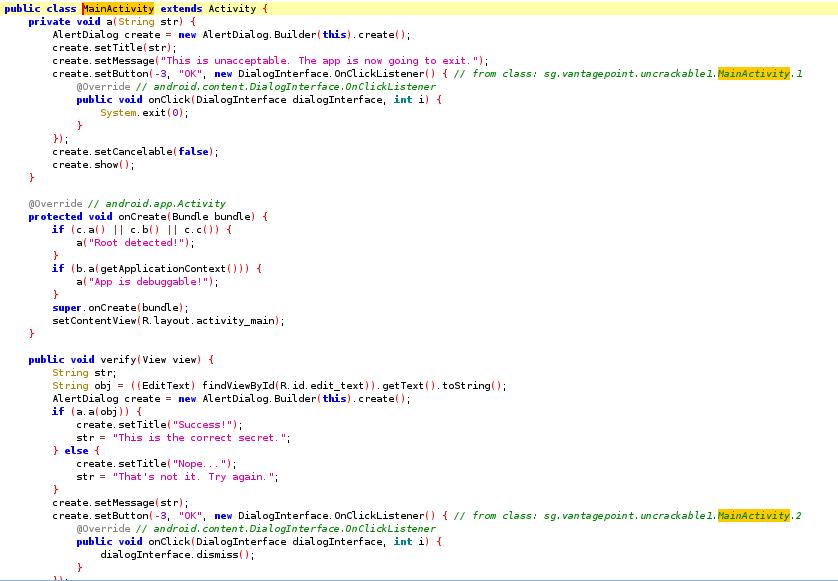 public class MainActivity extends Activity {
    private void a(String str) {
        AlertDialog create = new AlertDialog.Builder(this).create();
        create.setTitle(str);
        create.setMessage("This is unacceptable. The app is now going to exit.");
        create.setButton(-3, "OK", new DialogInterface.OnClickListener() { // from class: sg.vantagepoint.uncrackable1.MainActivity.1
            @Override // android.content.DialogInterface.OnClickListener
            public void onClick(DialogInterface dialogInterface, int i) {
                System.exit(0);
            }
        });
        create.setCancelable(false);
        create.show();
    }

    @Override // android.app.Activity
    protected void onCreate(Bundle bundle) {
        if (c.a() || c.b() || c.c()) {
            a("Root detected!");
        }
        if (b.a(getApplicationContext())) {
            a("App is debuggable!");
        }
        super.onCreate(bundle);
        setContentView(R.layout.activity_main);
    }

    public void verify(View view) {
        String str;
        String obj = ((EditText) findViewById(R.id.edit_text)).getText().toString();
        AlertDialog create = new AlertDialog.Builder(this).create();
        if (a.a(obj)) {
            create.setTitle("Success!");
            str = "This is the correct secret.";
        } else {
            create.setTitle("Nope...");
            str = "That's not it. Try again.";
        }
        create.setMessage(str);
        create.setButton(-3, "OK", new DialogInterface.OnClickListener() { // from class: sg.vantagepoint.uncrackable1.MainActivity.2
            @Override // android.content.DialogInterface.OnClickListener
            public void onClick(DialogInterface dialogInterface, int i) {
                dialogInterface.dismiss();
            }
        });